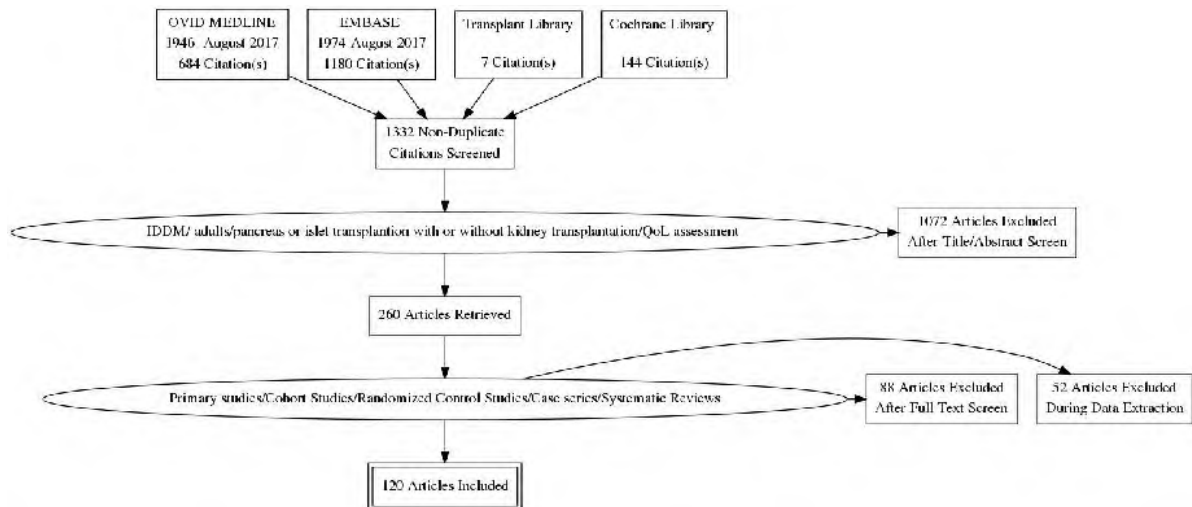 OVID MEDLINE
1946 August 2017
684 Citation(s)
EMBASE
1974 August 2017
1180 Citation(s)
Transplant Library
7 Citation(s)
Cochrane Library
144 Citation(s)
1332 Non-Duplicate
Citations Screened
IDDM/ adults/pancreas or islet transplantion with or without kidney transplantation/QoL assessment
1072 Articles Excluded
After Title/Abstract Screen
260 Articles Retrieved
Primary studies/Cohort Studies/Randomized Control Studies/Case series/Systematic Reviews
88 Articles Excluded
After Full Text Screen
52 Articles Excluded
During Data Extraction
120 Articles Included